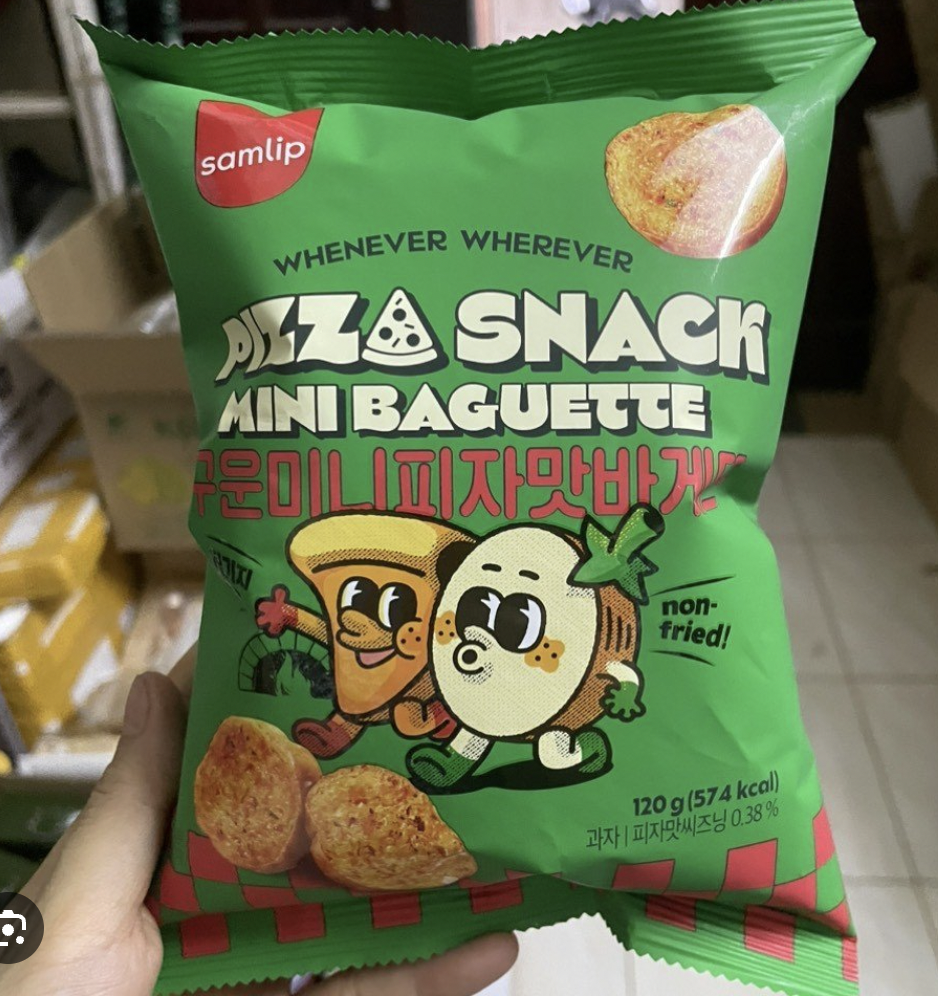 samlip
WHENEVER WHEREVER
PIZZA SNACK
MINI BAGUETTE
구운미니피자맛바게트
non-
fried!
120 g (574 kcal)
과자 | 피자맛씨즈닝 0.38 %